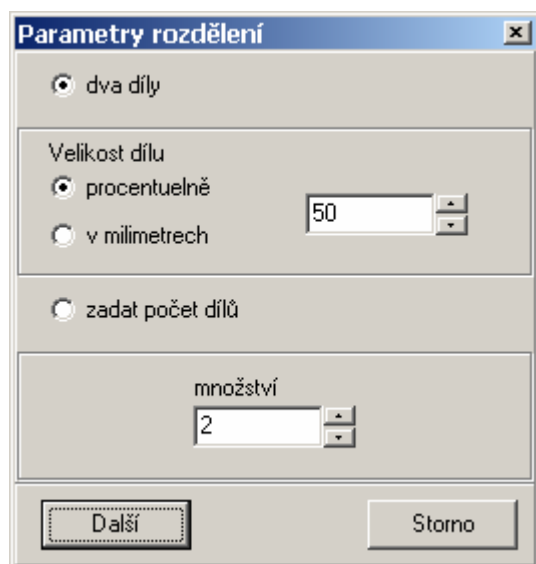 Parametry rozdělení
dva díly
Velikost dílu
procentuelně
50
v milimetrech
zadat počet dílů
množství
2
Další
Storno